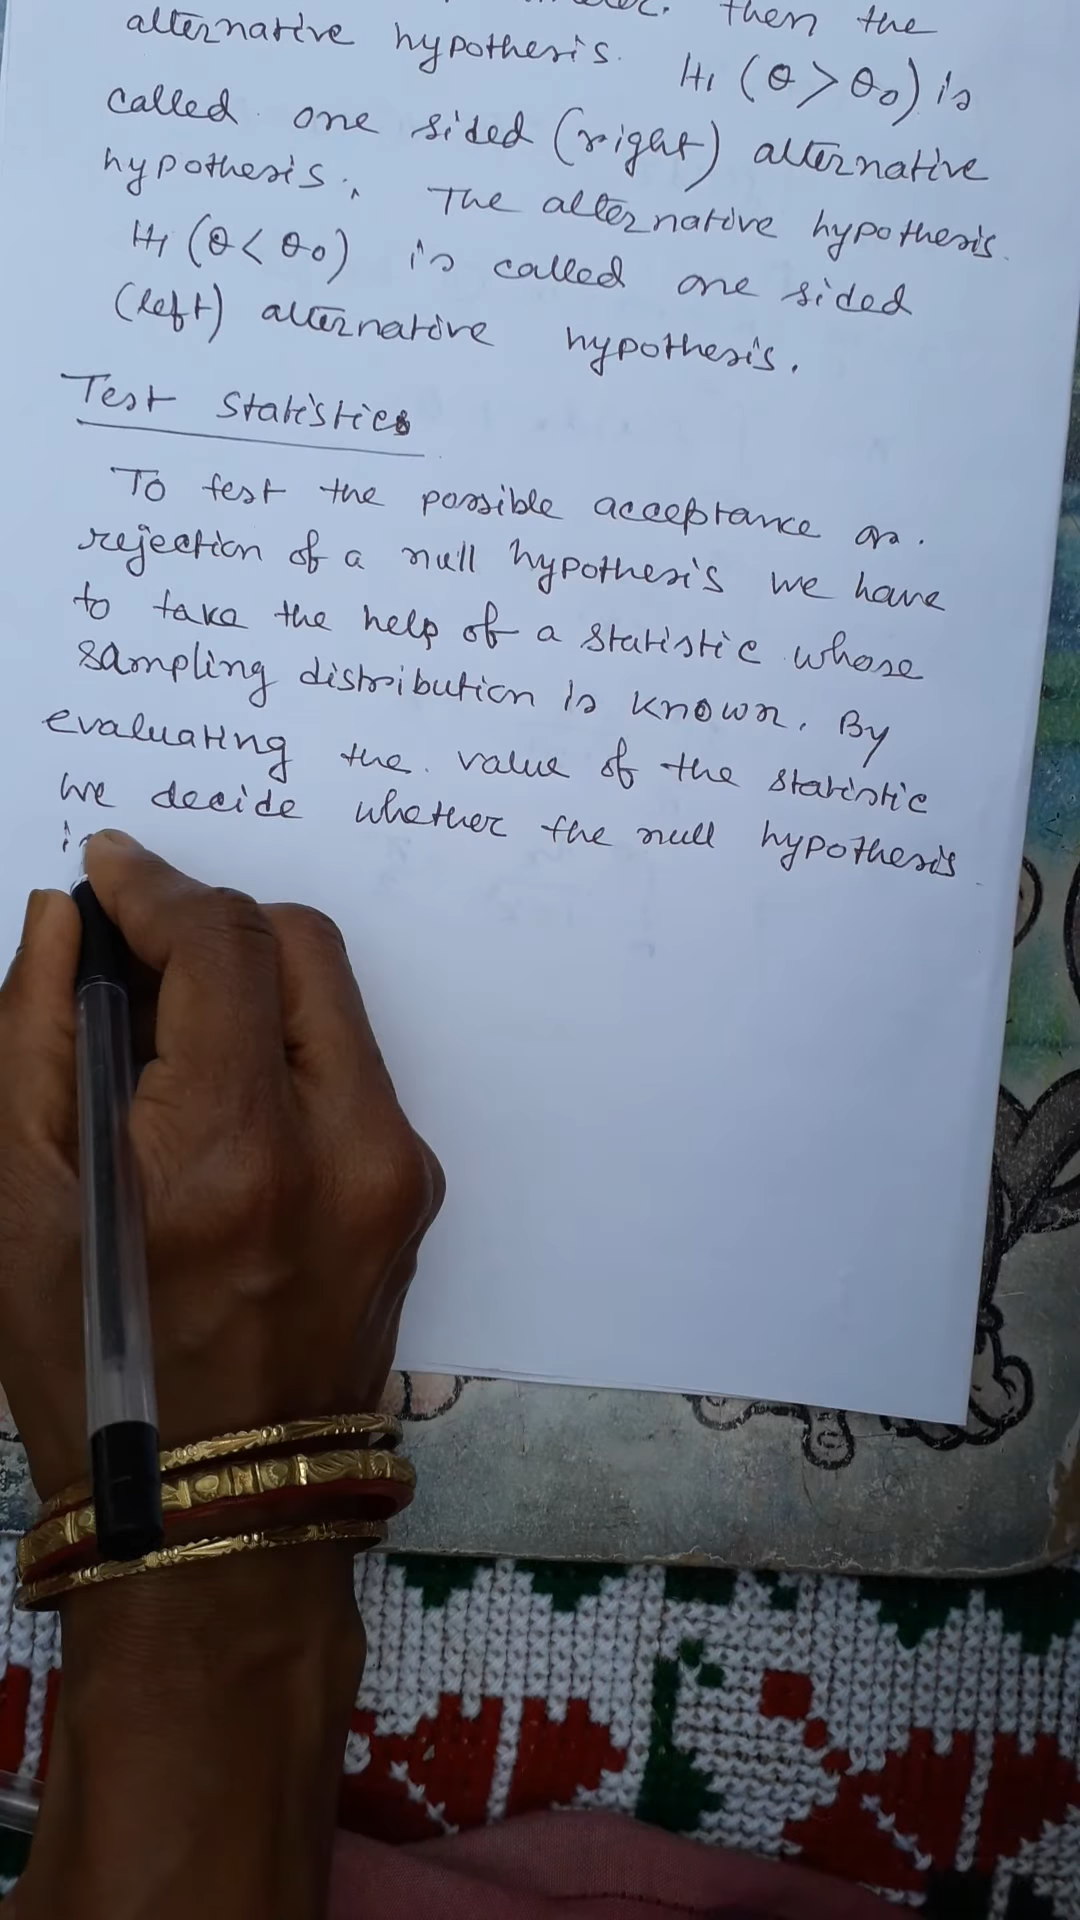 then the
alternative hypothesis. H1 (θ > θ0) is
called one sided (right) alternative
hypothesis. The alternative hypothesis.
H1 (θ < θ0) is called one sided
(left) alternative hypothesis.
Test Statistics
To test the possible acceptance or.
rejection of a null hypothesis we have
to take the help of a statistic whose
sampling distribution is known. By
evaluating the value of the statistic
we decide whether the null hypothesis